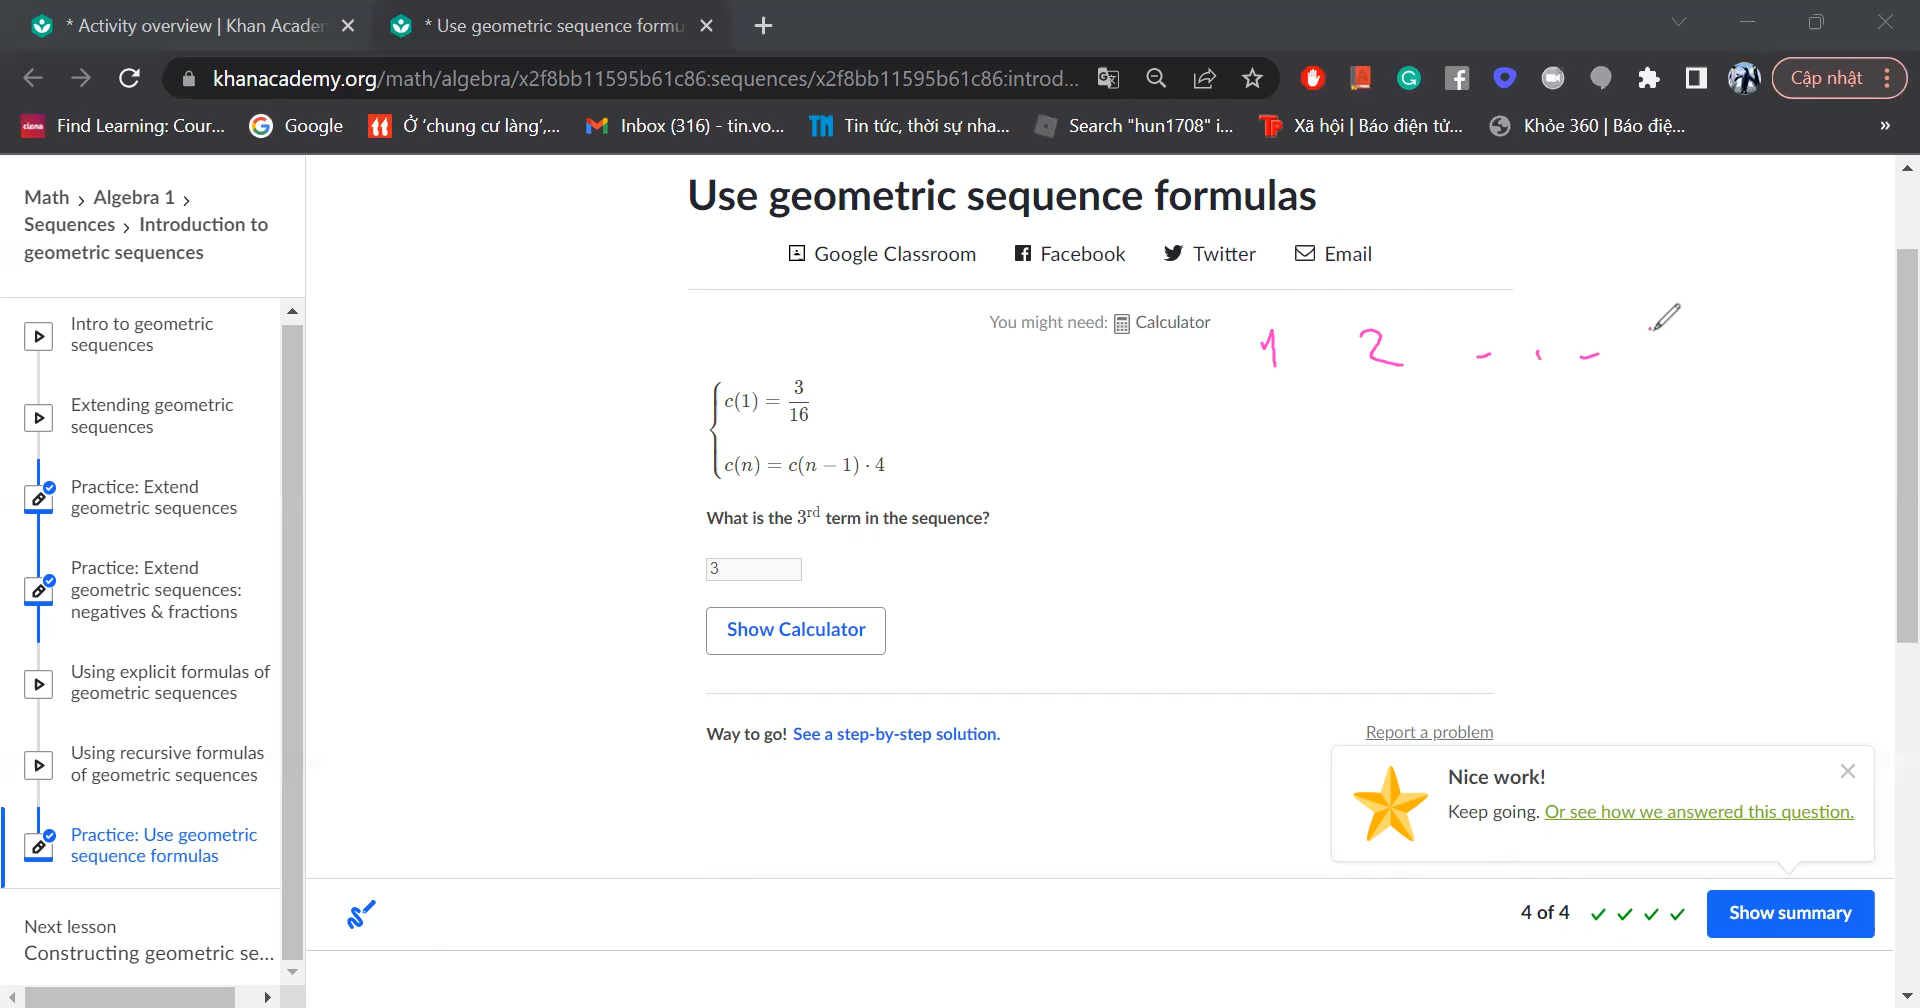 * Activity overview | Khan Academ
* Use geometric sequence formu
khanacademy.org/math/algebra/x2f8bb11595b61c86:sequences/x2f8bb11595b61c86:introd...
Cập nhật
Find Learning: Cour...
Google
Ở 'chung cư làng',...
Inbox (316) - tin.vo...
Tin tức, thời sự nha...
Search "hun1708" i...
Xã hội | Báo điện tử...
Khỏe 360 | Báo điệ...
»
Math › Algebra 1 ›
Sequences › Introduction to
geometric sequences
Intro to geometric
sequences
Extending geometric
sequences
Practice: Extend
geometric sequences
Practice: Extend
geometric sequences:
negatives & fractions
Using explicit formulas of
geometric sequences
Using recursive formulas
of geometric sequences
Practice: Use geometric
sequence formulas
Next lesson
Constructing geometric se...
Use geometric sequence formulas
Google Classroom
Facebook
Twitter
Email
You might need: Calculator
1 2 - . -
c(1) = 3/16
c(n) = c(n − 1) · 4
What is the 3rd term in the sequence?
3
Show Calculator
Way to go! See a step-by-step solution.
Report a problem
Nice work!
Keep going. Or see how we answered this question.
4 of 4
Show summary